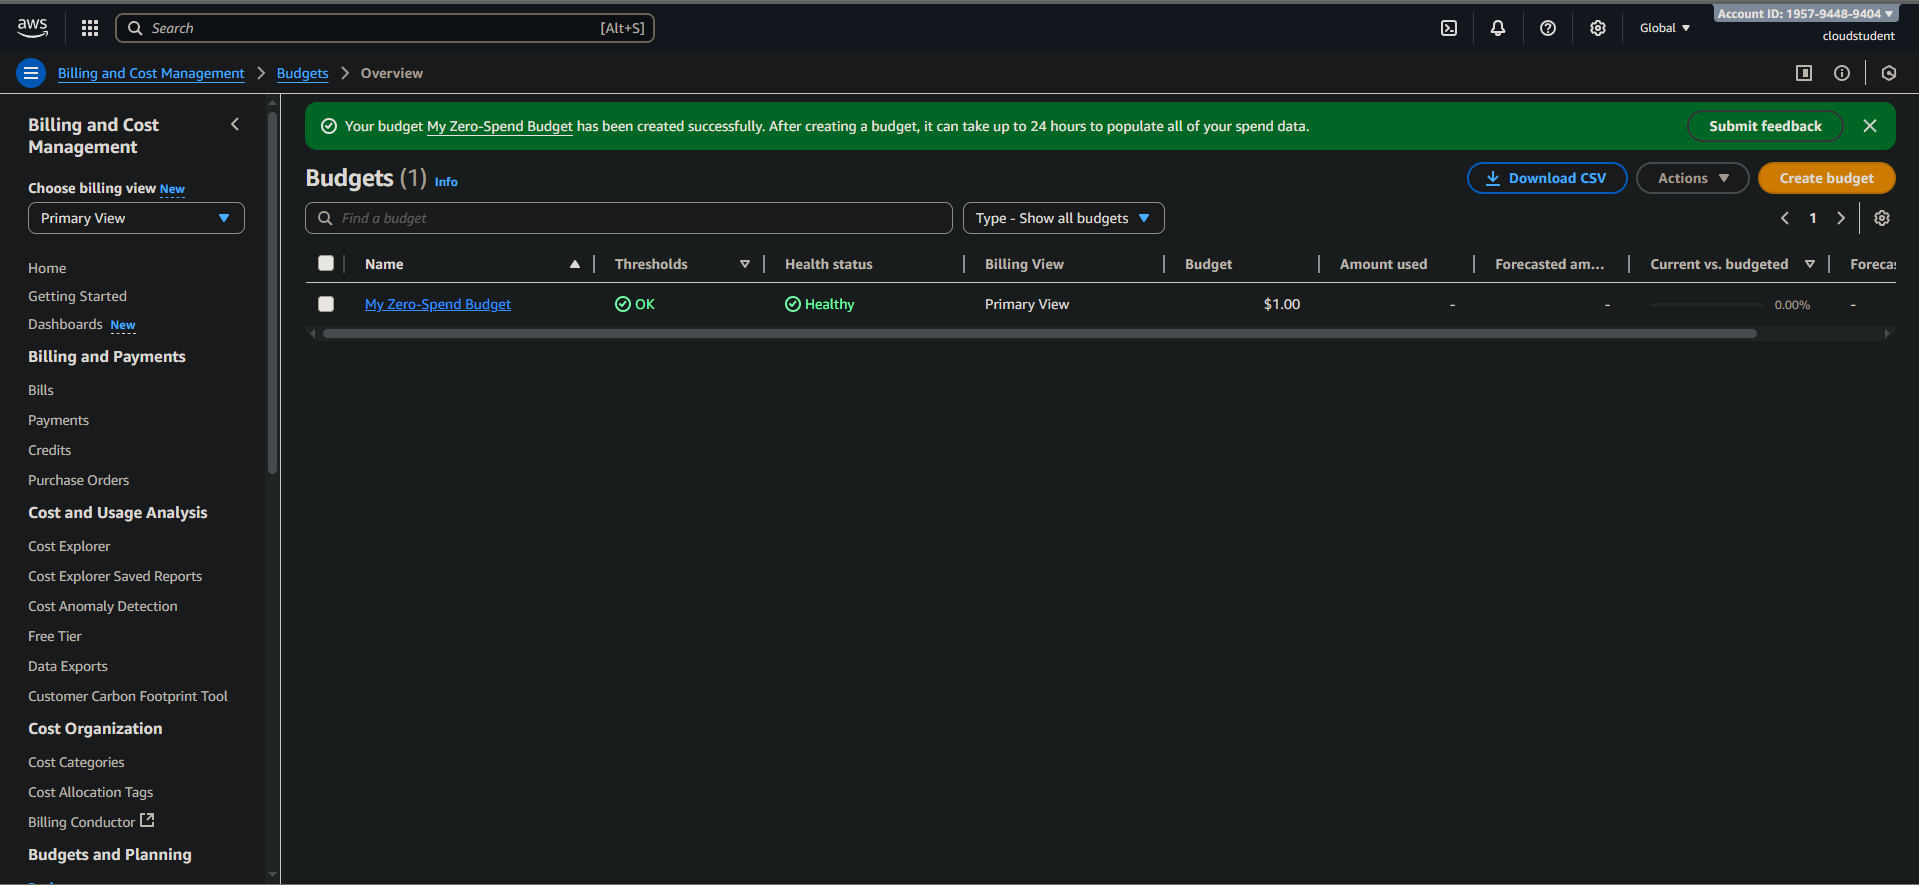 aws
Search [Alt+S]
Global
Account ID: 1957-9448-9404
cloudstudent
Billing and Cost Management
Budgets
Overview
Billing and Cost
Management
Choose billing view New
Primary View
Home
Getting Started
Dashboards New
Billing and Payments
Bills
Payments
Credits
Purchase Orders
Cost and Usage Analysis
Cost Explorer
Cost Explorer Saved Reports
Cost Anomaly Detection
Free Tier
Data Exports
Customer Carbon Footprint Tool
Cost Organization
Cost Categories
Cost Allocation Tags
Billing Conductor
Budgets and Planning
Your budget My Zero-Spend Budget has been created successfully. After creating a budget, it can take up to 24 hours to populate all of your spend data.
Submit feedback
Budgets (1) Info
Download CSV
Actions
Create budget
Find a budget
Type - Show all budgets
1
Name Thresholds Health status Billing View Budget Amount used Forecasted am... Current vs. budgeted Forecas
My Zero-Spend Budget OK Healthy Primary View $1.00 - - 0.00% -